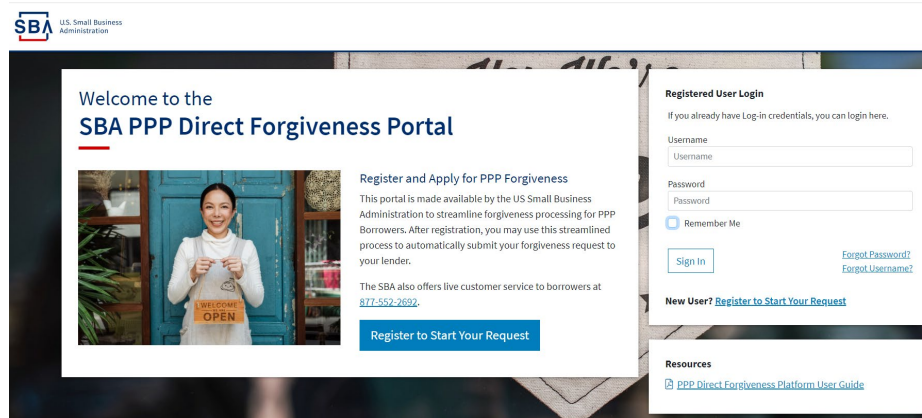 SBA
U.S. Small Business
Administration
Welcome to the
SBA PPP Direct Forgiveness Portal
WELCOME
OPEN
Register and Apply for PPP Forgiveness
This portal is made available by the US Small Business
Administration to streamline forgiveness processing for PPP
Borrowers. After registration, you may use this streamlined
process to automatically submit your forgiveness request to
your lender.
The SBA also offers live customer service to borrowers at
877-552-2692.
Register to Start Your Request
Registered User Login
If you already have Log-in credentials, you can login here.
Username
Username
Password
Password
Remember Me
Sign In
Forgot Password?
Forgot Username?
New User? Register to Start Your Request
Resources
PPP Direct Forgiveness Platform User Guide